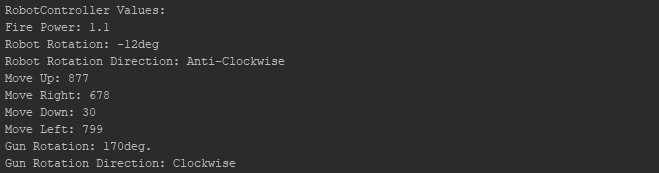 RobotController Values:
Fire Power: 1.1
Robot Rotation: -12deg
Robot Rotation Direction: Anti-Clockwise
Move Up: 877
Move Right: 678
Move Down: 30
Move Left: 799
Gun Rotation: 170deg.
Gun Rotation Direction: Clockwise